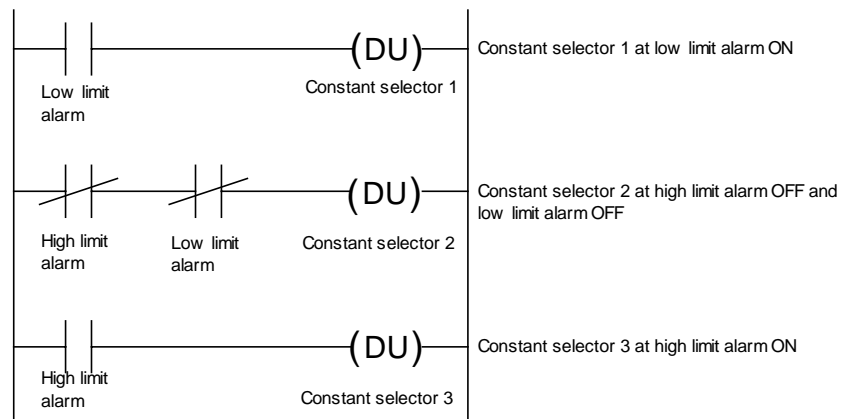 (DU)
Constant selector 1 at low limit alarm ON
Low limit
alarm
Constant selector 1
(DU)
Constant selector 2 at high limit alarm OFF and
low limit alarm OFF
High limit
alarm
Low limit
alarm
Constant selector 2
(DU)
Constant selector 3 at high limit alarm ON
High limit
alarm
Constant selector 3